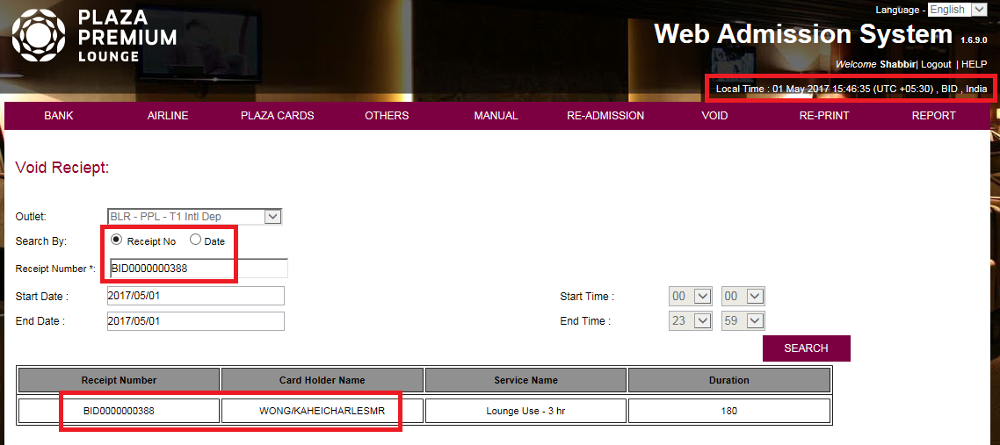 Language - English
PLAZA
PREMIUM
LOUNGE
Web Admission System 1.6.9.0
Welcome Shabbir| Logout | HELP
Local Time : 01 May 2017 15:46:35 (UTC +05:30) , BID , India
BANK AIRLINE PLAZA CARDS OTHERS MANUAL RE-ADMISSION VOID RE-PRINT REPORT
Void Reciept:
Outlet: BLR - PPL - T1 Intl Dep
Search By: Receipt No Date
Receipt Number *: BID0000000388
Start Date : 2017/05/01 Start Time : 00 00
End Date : 2017/05/01 End Time : 23 59
SEARCH
Receipt Number Card Holder Name Service Name Duration
BID0000000388 WONG/KAHEICHARLESMR Lounge Use - 3 hr 180